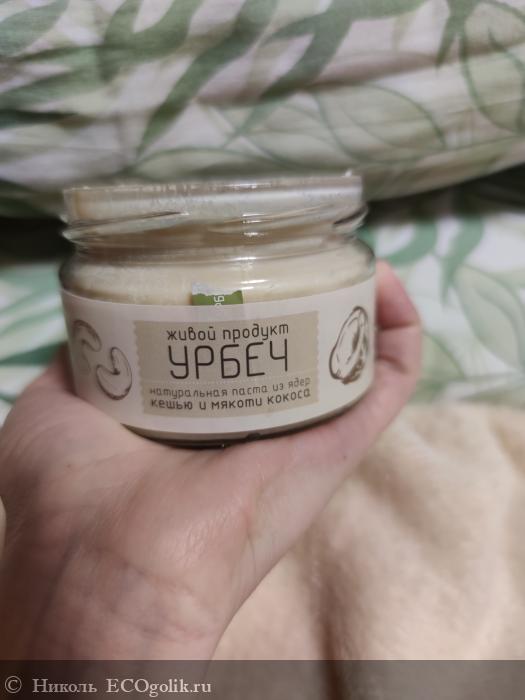 живой продукт
УРБЕЧ
натуральная паста из ядер
кешью и мякоти кокоса
© Николь ECOgolik.ru